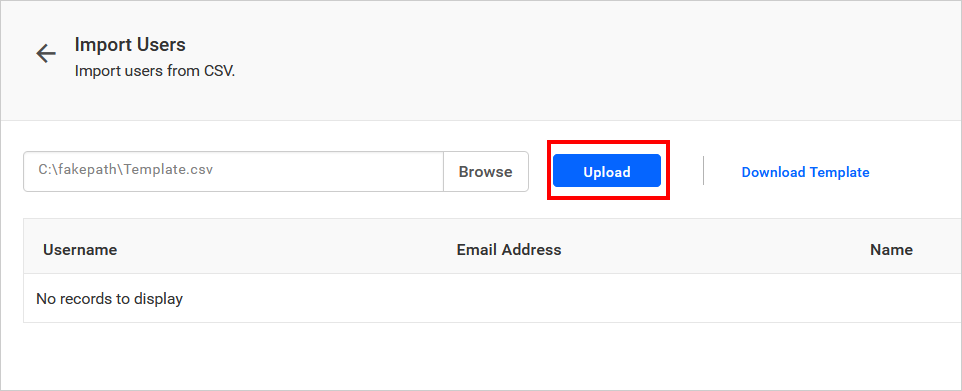 Import Users
Import users from CSV.
C:\fakepath\Template.csv Browse Upload Download Template
Username Email Address Name
No records to display